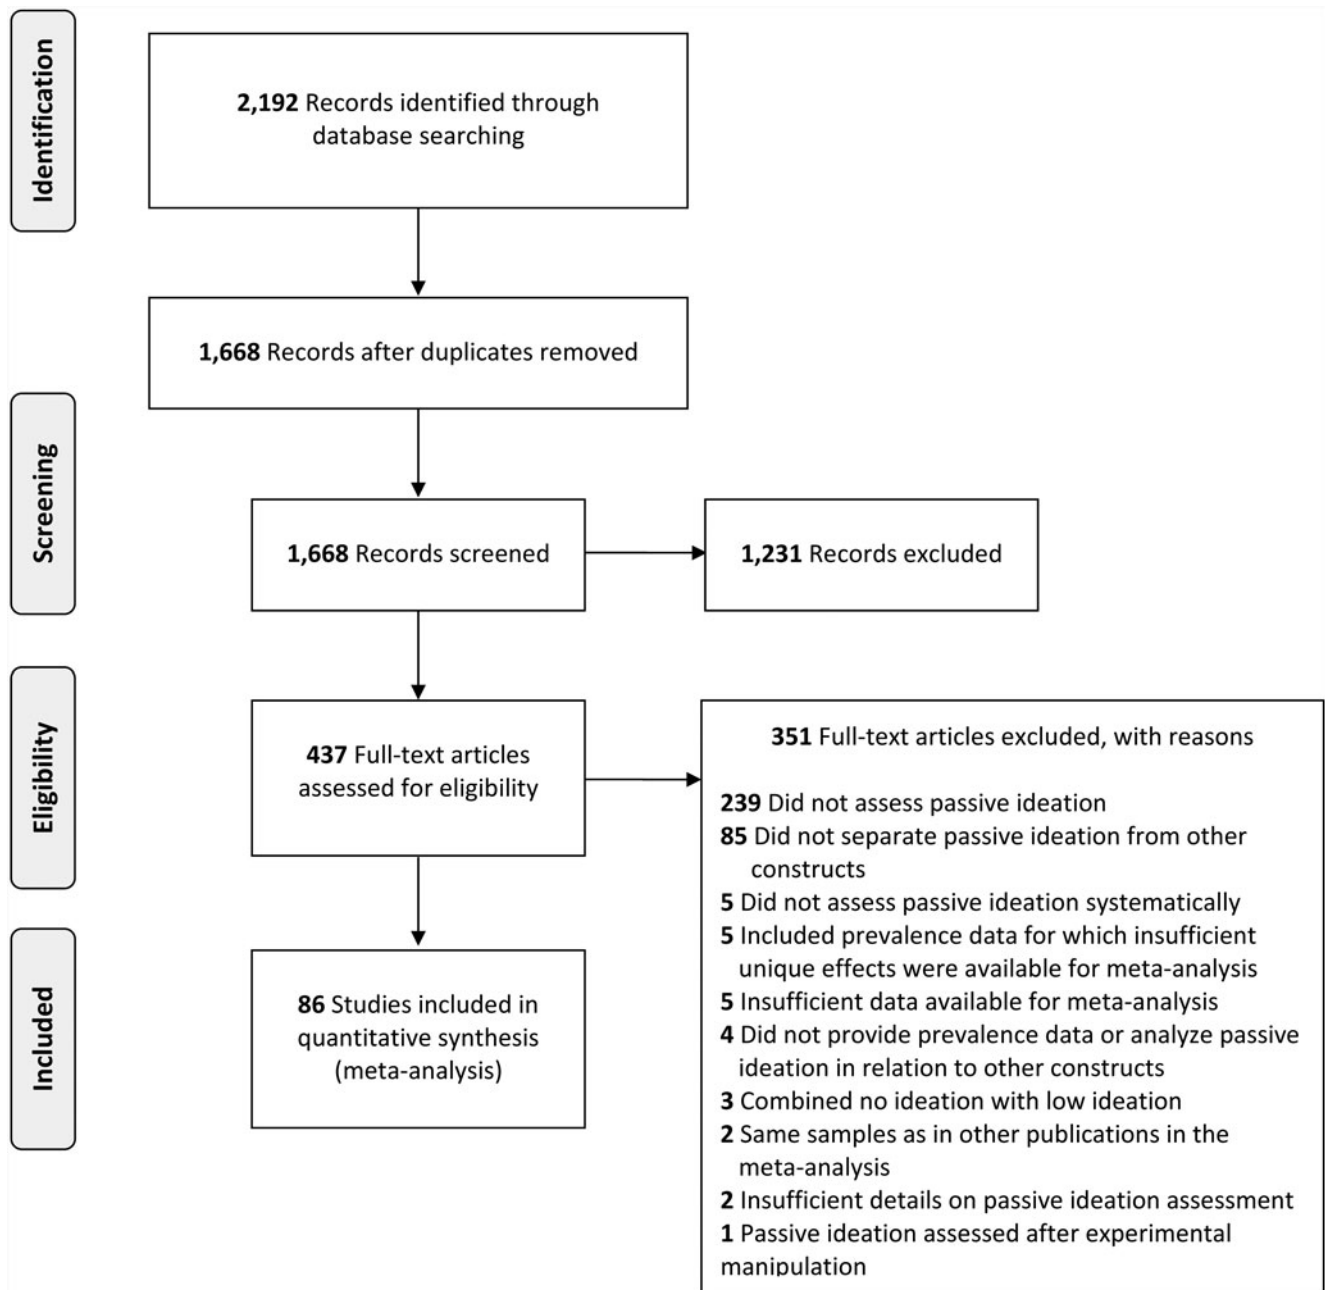 Identification
2,192 Records identified through
database searching
1,668 Records after duplicates removed
Screening
1,668 Records screened
1,231 Records excluded
Eligibility
437 Full-text articles
assessed for eligibility
351 Full-text articles excluded, with reasons
239 Did not assess passive ideation
85 Did not separate passive ideation from other
constructs
5 Did not assess passive ideation systematically
5 Included prevalence data for which insufficient
unique effects were available for meta-analysis
5 Insufficient data available for meta-analysis
4 Did not provide prevalence data or analyze passive
ideation in relation to other constructs
3 Combined no ideation with low ideation
2 Same samples as in other publications in the
meta-analysis
2 Insufficient details on passive ideation assessment
1 Passive ideation assessed after experimental
manipulation
Included
86 Studies included in
quantitative synthesis
(meta-analysis)